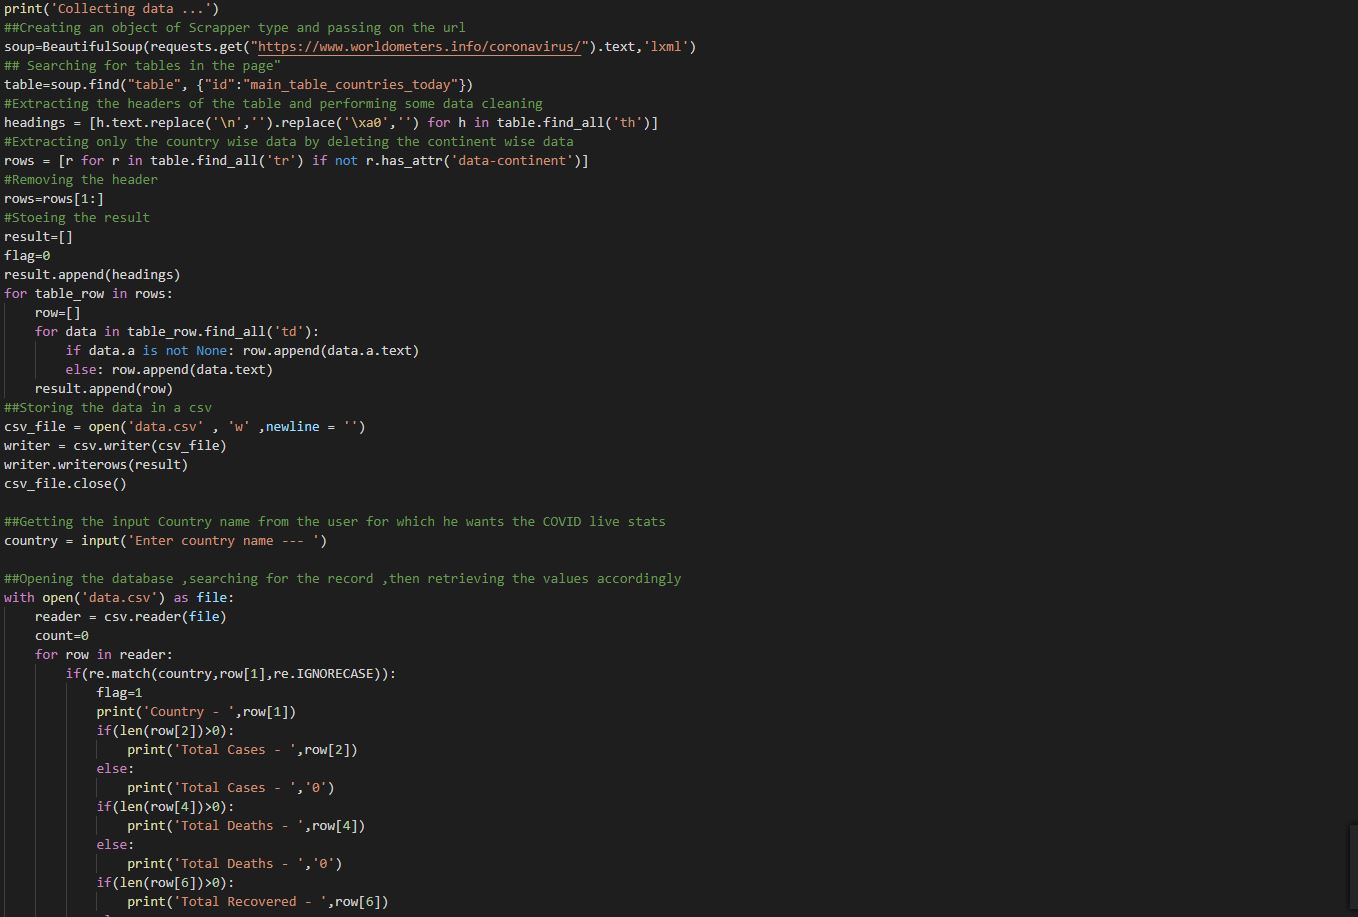 print('Collecting data ...')
##Creating an object of Scrapper type and passing on the url
soup=BeautifulSoup(requests.get("https://www.worldometers.info/coronavirus/").text,'lxml')
## Searching for tables in the page"
table=soup.find("table", {"id":"main_table_countries_today"})
#Extracting the headers of the table and performing some data cleaning
headings = [h.text.replace('\n','').replace('\xa0','') for h in table.find_all('th')]
#Extracting only the country wise data by deleting the continent wise data
rows = [r for r in table.find_all('tr') if not r.has_attr('data-continent')]
#Removing the header
rows=rows[1:]
#Stoeing the result
result=[]
flag=0
result.append(headings)
for table_row in rows:
    row=[]
    for data in table_row.find_all('td'):
        if data.a is not None: row.append(data.a.text)
        else: row.append(data.text)
    result.append(row)
##Storing the data in a csv
csv_file = open('data.csv' , 'w' ,newline = '')
writer = csv.writer(csv_file)
writer.writerows(result)
csv_file.close()

##Getting the input Country name from the user for which he wants the COVID live stats
country = input('Enter country name --- ')

##Opening the database ,searching for the record ,then retrieving the values accordingly
with open('data.csv') as file:
    reader = csv.reader(file)
    count=0
    for row in reader:
        if(re.match(country,row[1],re.IGNORECASE)):
            flag=1
            print('Country - ',row[1])
            if(len(row[2])>0):
                print('Total Cases - ',row[2])
            else:
                print('Total Cases - ','0')
            if(len(row[4])>0):
                print('Total Deaths - ',row[4])
            else:
                print('Total Deaths - ','0')
            if(len(row[6])>0):
                print('Total Recovered - ',row[6])